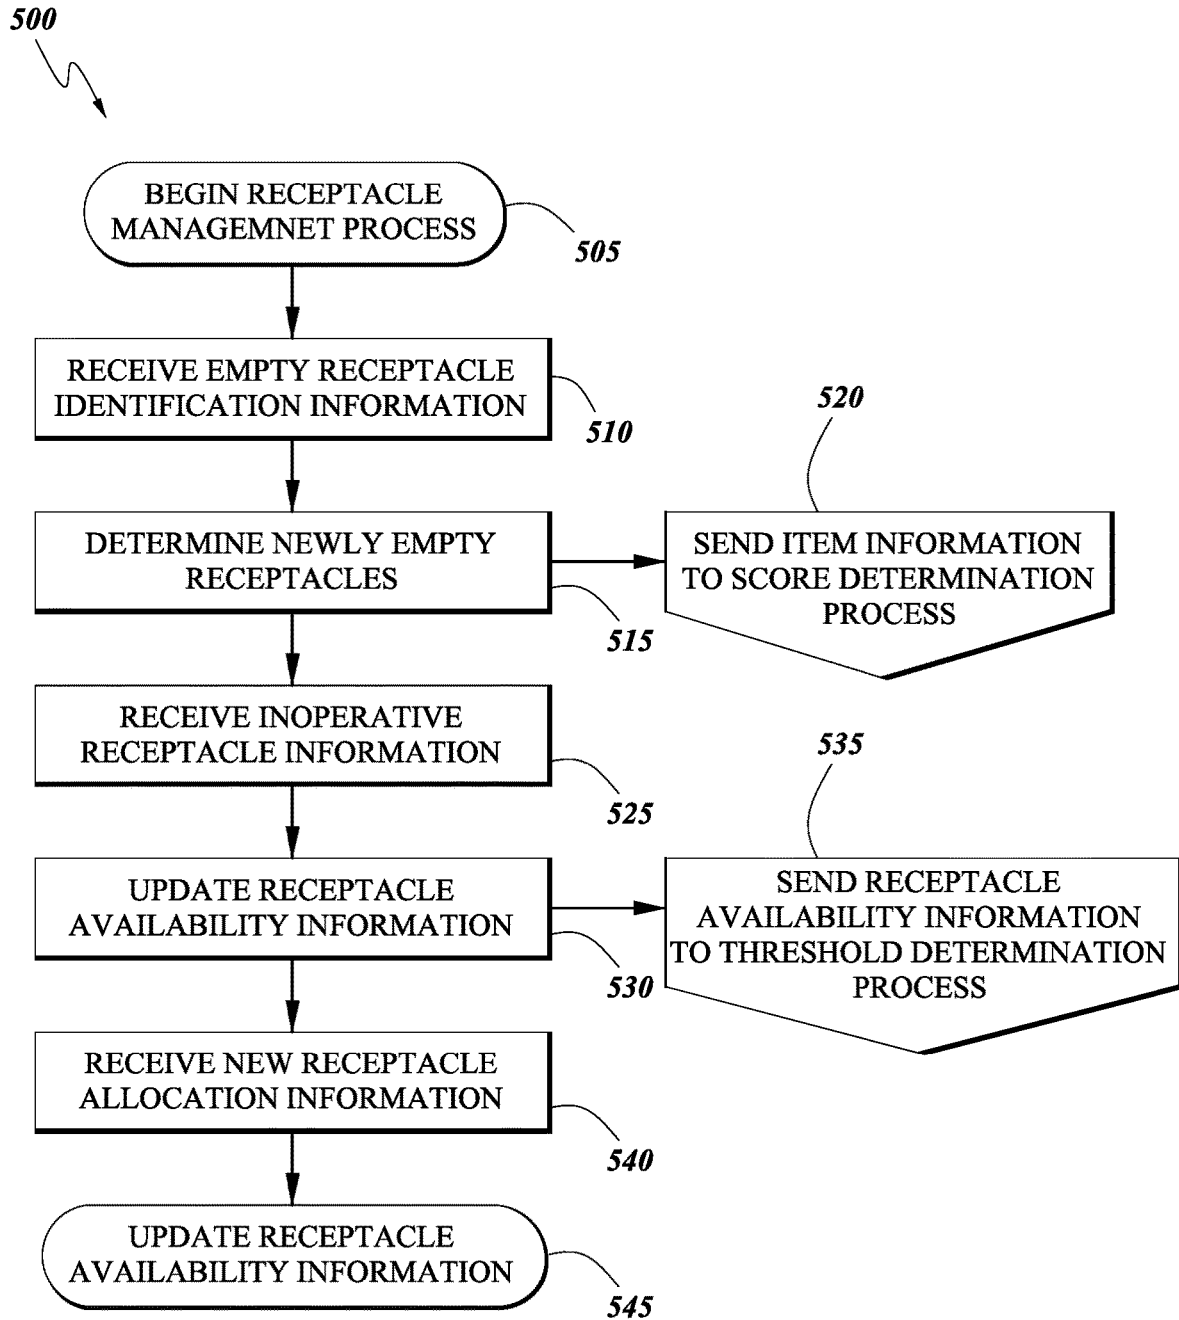 500
BEGIN RECEPTACLE
MANAGEMNET PROCESS
505
RECEIVE EMPTY RECEPTACLE
IDENTIFICATION INFORMATION
510
DETERMINE NEWLY EMPTY
RECEPTACLES
515
520
SEND ITEM INFORMATION
TO SCORE DETERMINATION
PROCESS
RECEIVE INOPERATIVE
RECEPTACLE INFORMATION
525
UPDATE RECEPTACLE
AVAILABILITY INFORMATION
530
535
SEND RECEPTACLE
AVAILABILITY INFORMATION
TO THRESHOLD DETERMINATION
PROCESS
RECEIVE NEW RECEPTACLE
ALLOCATION INFORMATION
540
UPDATE RECEPTACLE
AVAILABILITY INFORMATION
545